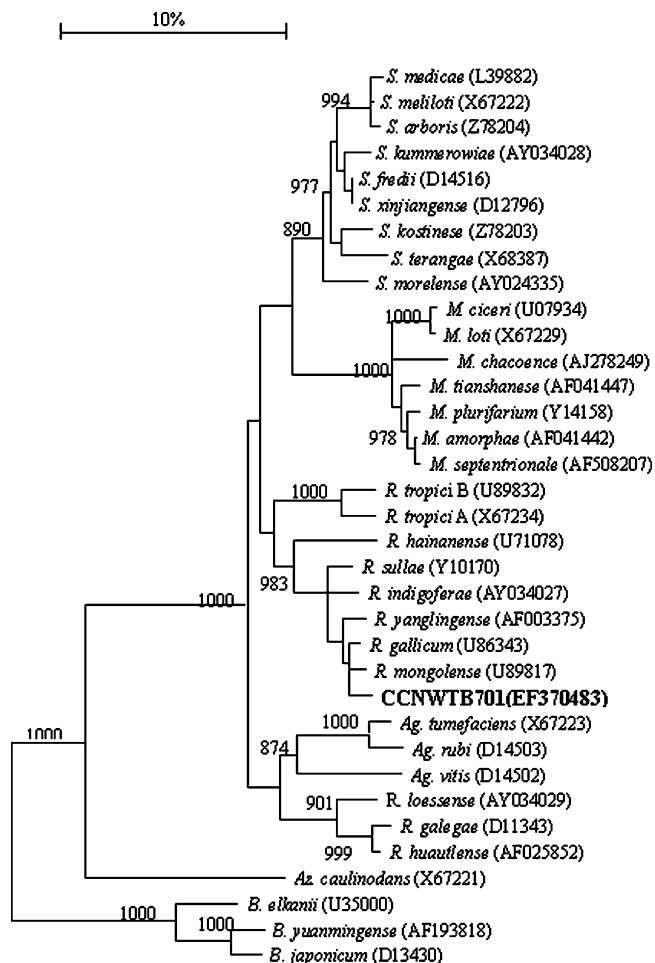 10%
S. medicae (L39882)
994
S. meliloti (X67222)
S. arboris (Z78204)
S. kummerowiae (AY034028)
977
S. fredii (D14516)
S. xinjiangense (D12796)
890
S. kostinese (Z78203)
S. terangae (X68387)
S. morelense (AY024335)
M. ciceri (U07934)
1000
M. loti (X67229)
1000
M. chacoence (AJ278249)
M. tianshanese (AF041447)
M. plurifarium (Y14158)
978
M. amorphae (AF041442)
M. septentrionale (AF508207)
R. tropici B (U89832)
1000
R. tropici A (X67234)
R. hainanense (U71078)
983
R. sullae (Y10170)
R. indigoferae (AY034027)
1000
R. yanglingense (AF003375)
R. gallicum (U86343)
R. mongolense (U89817)
CCNWTB701(EF370483)
1000
Ag. tumefaciens (X67223)
1000
874
Ag. rubi (D14503)
Ag. vitis (D14502)
901
R. loessense (AY034029)
R. galegae (D11343)
999
R. huautlense (AF025852)
Az. caulinodans (X67221)
B. elkanii (U35000)
1000
1000
B. yuanmingense (AF193818)
B. japonicum (D13430)